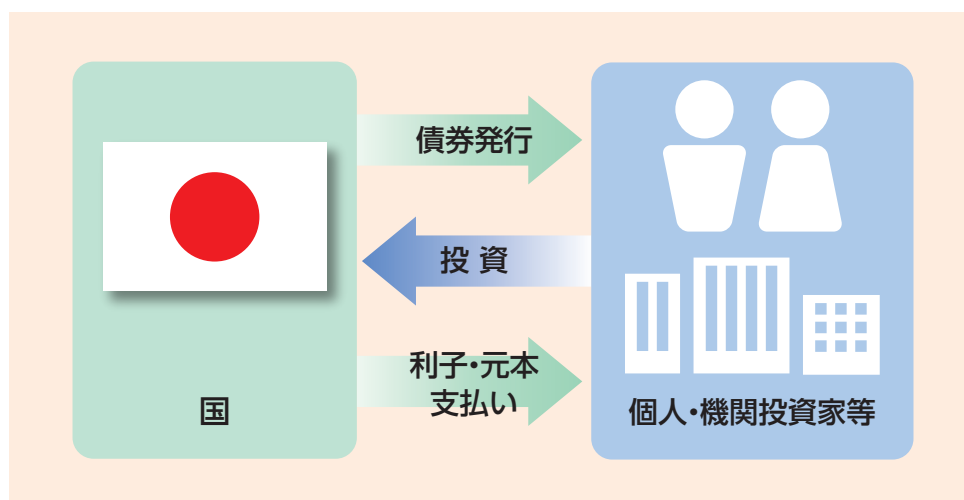 債券発行
投資
利子・元本
支払い
国
個人・機関投資家等